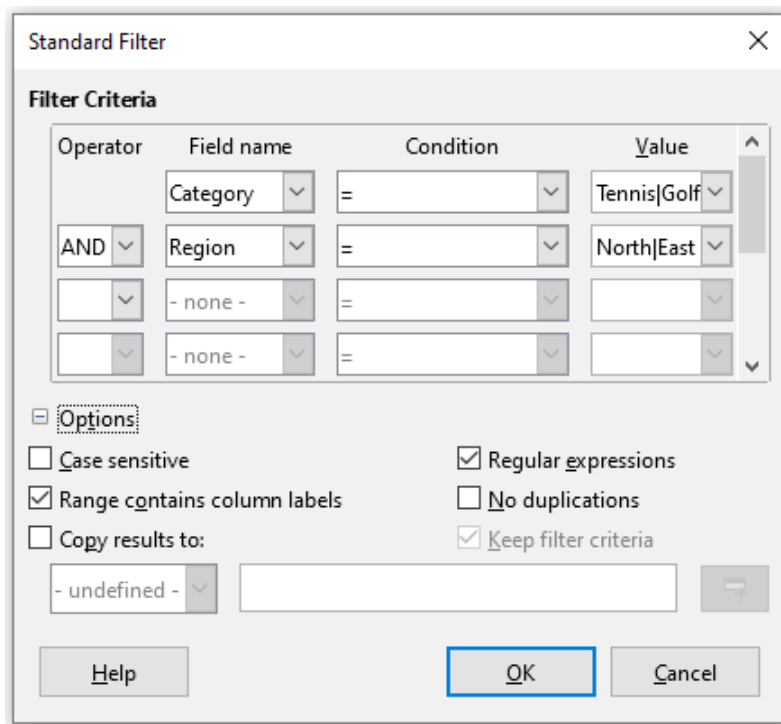 Standard Filter
Filter Criteria
Operator Field name Condition Value
Category = Tennis|Golf
AND Region = North|East
- none - =
- none - =
Options
Case sensitive Regular expressions
Range contains column labels No duplications
Copy results to: Keep filter criteria
- undefined -
Help OK Cancel